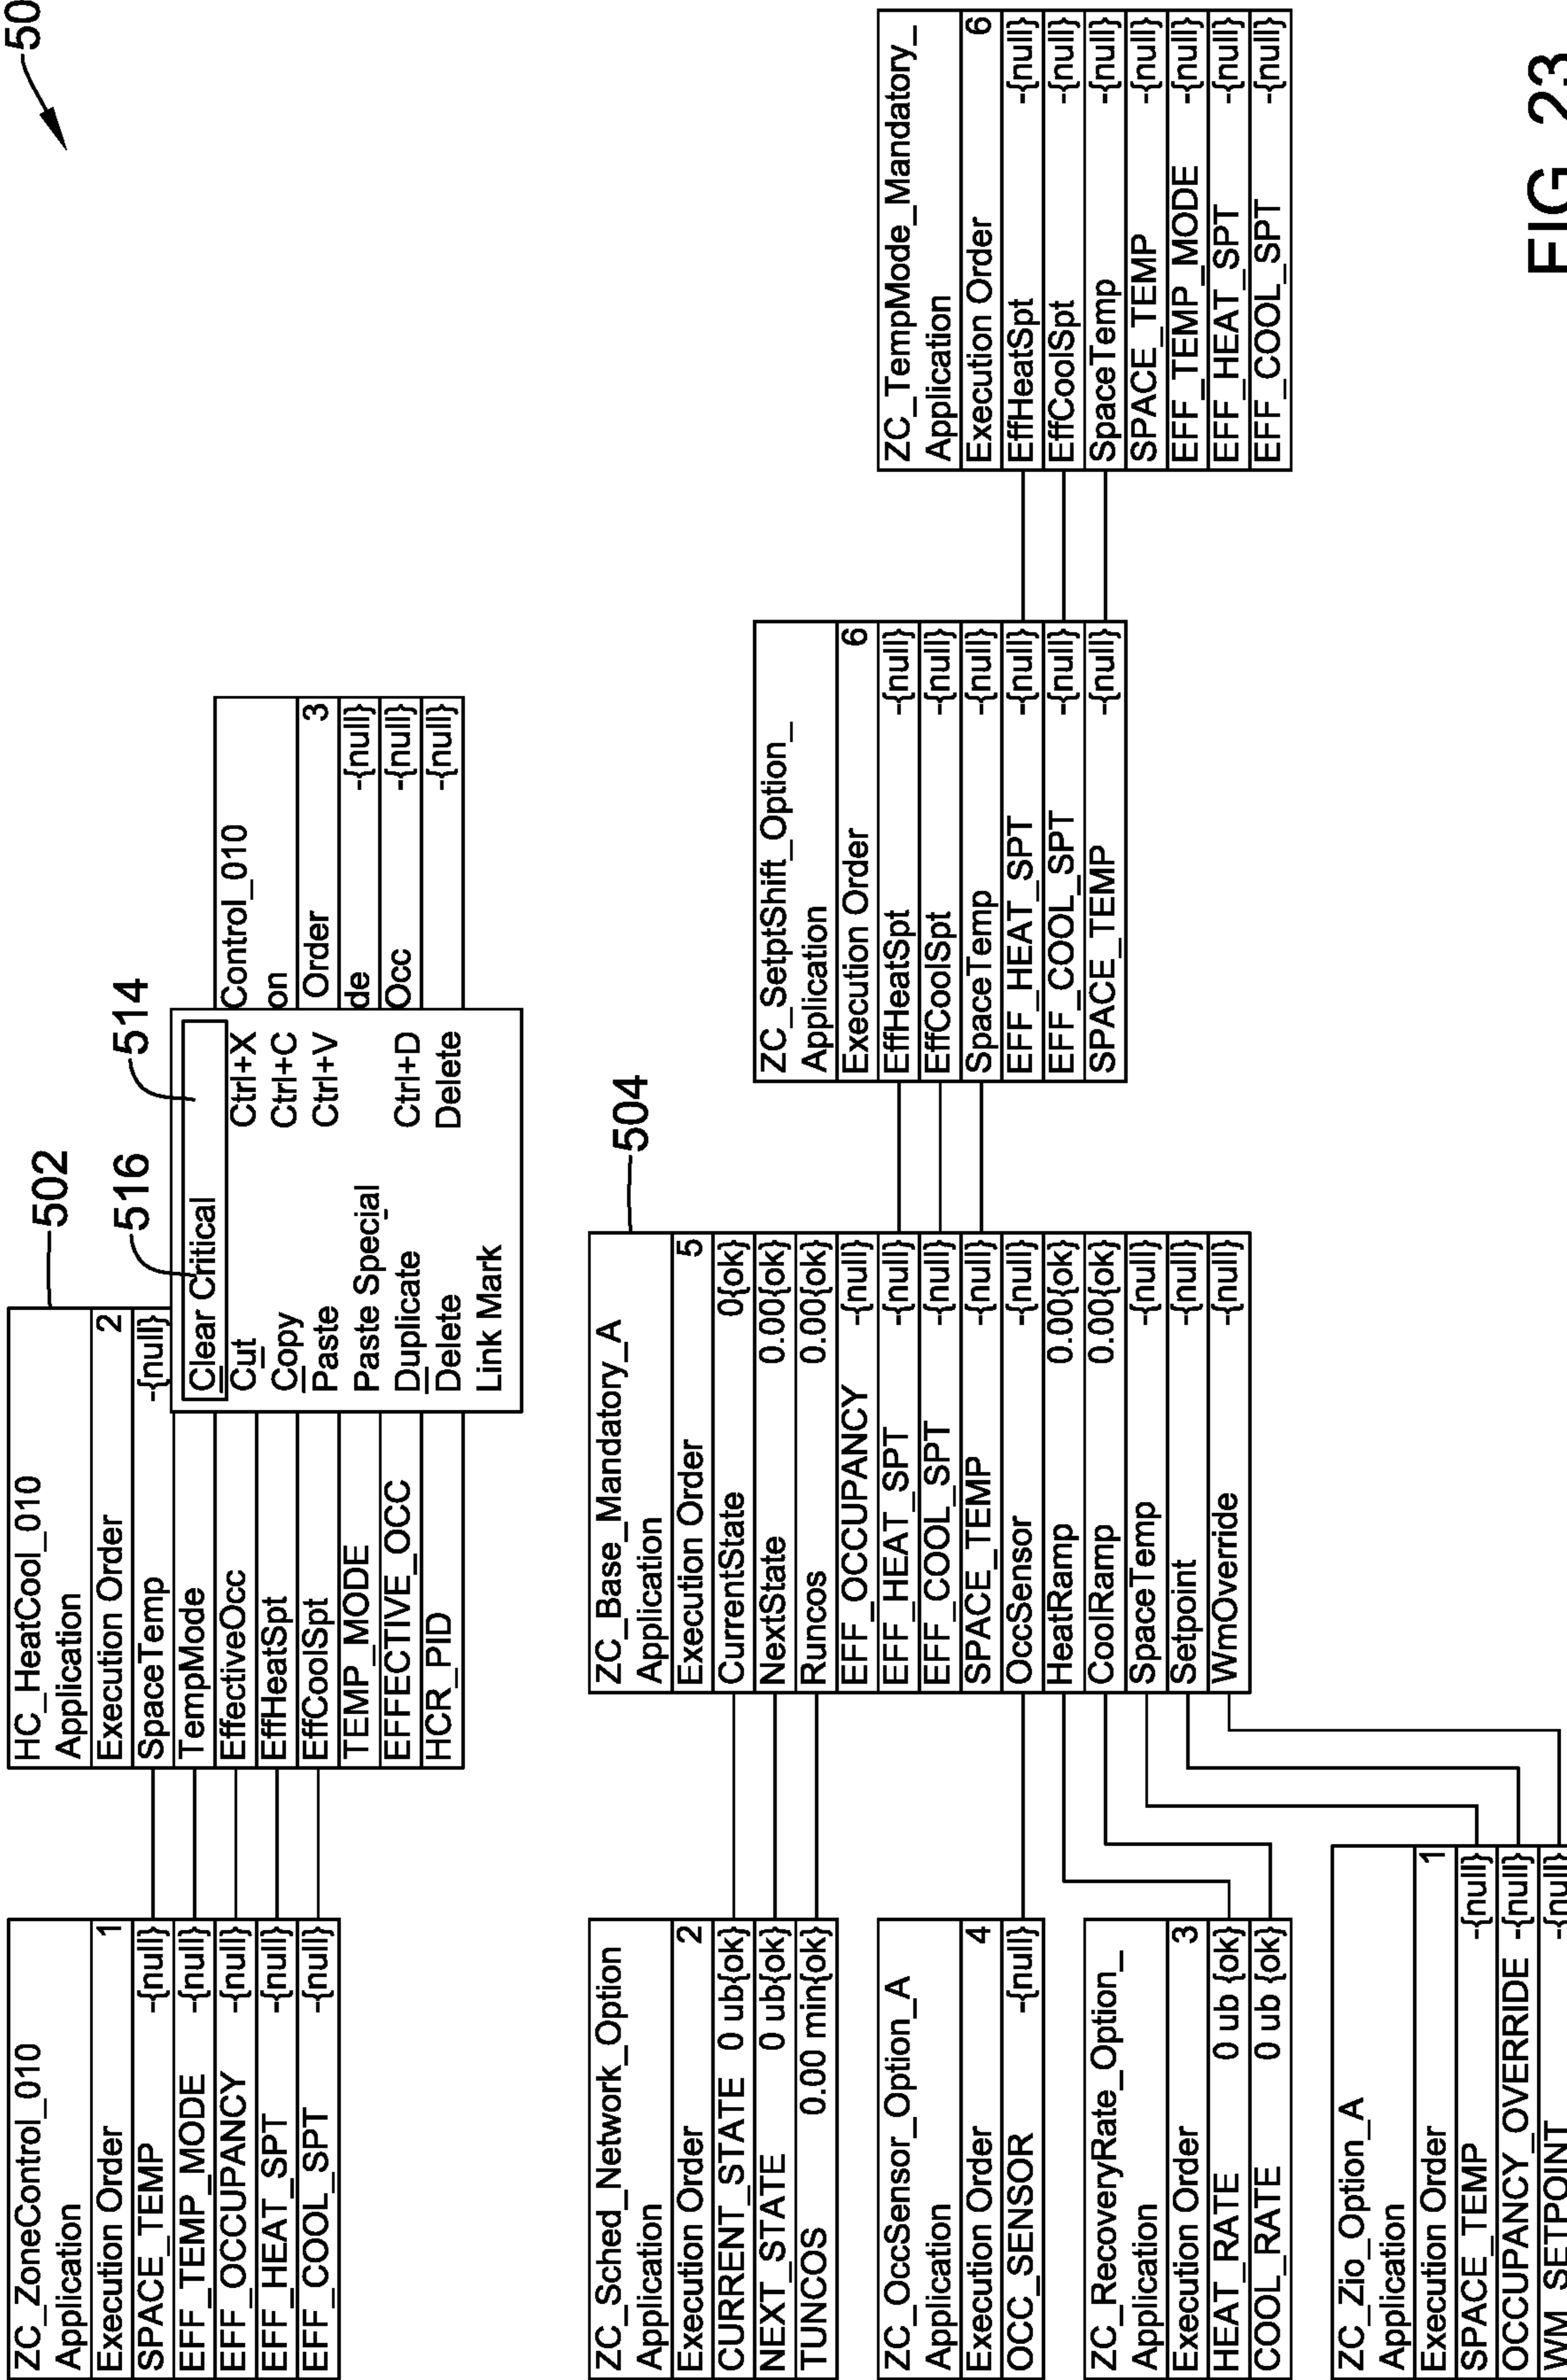 50
ZC_ZoneControl_010
Application
Execution Order 1
SPACE_TEMP -{null}
EFF_TEMP_MODE -{null}
EFF_OCCUPANCY -{null}
EFF_HEAT_SPT -{null}
EFF_COOL_SPT -{null}
HC_HeatCool_010
Application
Execution Order 2
SpaceTemp -{null}
TempMode
EffectiveOcc
EffHeatSpt
EffCoolSpt
TEMP_MODE
EFFECTIVE_OCC
HCR_PID
502
516
514
Clear Critical
Cut Ctrl+X
Copy Ctrl+C
Paste Ctrl+V
Paste Special
Duplicate Ctrl+D
Delete Delete
Link Mark
Control_010
on
Order 3
de -{null}
Occ -{null}
-{null}
ZC_Sched_Network_Option
Application
Execution Order 2
CURRENT_STATE 0 ub{ok}
NEXT_STATE 0 ub{ok}
TUNCOS 0.00 min{ok}
ZC_OccSensor_Option_A
Application
Execution Order 4
OCC_SENSOR -{null}
ZC_RecoveryRate_Option_
Application
Execution Order 3
HEAT_RATE 0 ub {ok}
COOL_RATE 0 ub {ok}
ZC_Zio_Option_A
Application
Execution Order 1
SPACE_TEMP -{null}
OCCUPANCY_OVERRIDE -{null}
WM_SETPOINT -{null}
504
ZC_Base_Mandatory_A
Application
Execution Order 5
CurrentState 0{ok}
NextState 0.00{ok}
Runcos 0.00{ok}
EFF_OCCUPANCY -{null}
EFF_HEAT_SPT -{null}
EFF_COOL_SPT -{null}
SPACE_TEMP -{null}
OccSensor -{null}
HeatRamp 0.00{ok}
CoolRamp 0.00{ok}
SpaceTemp -{null}
Setpoint -{null}
WmOverride -{null}
ZC_SetptShift_Option_
Application
Execution Order 6
EffHeatSpt -{null}
EffCoolSpt -{null}
SpaceTemp -{null}
EFF_HEAT_SPT -{null}
EFF_COOL_SPT -{null}
SPACE_TEMP -{null}
ZC_TempMode_Mandatory_
Application
Execution Order 6
EffHeatSpt -{null}
EffCoolSpt -{null}
SpaceTemp -{null}
SPACE_TEMP -{null}
EFF_TEMP_MODE -{null}
EFF_HEAT_SPT -{null}
EFF_COOL_SPT -{null}
FIG 23